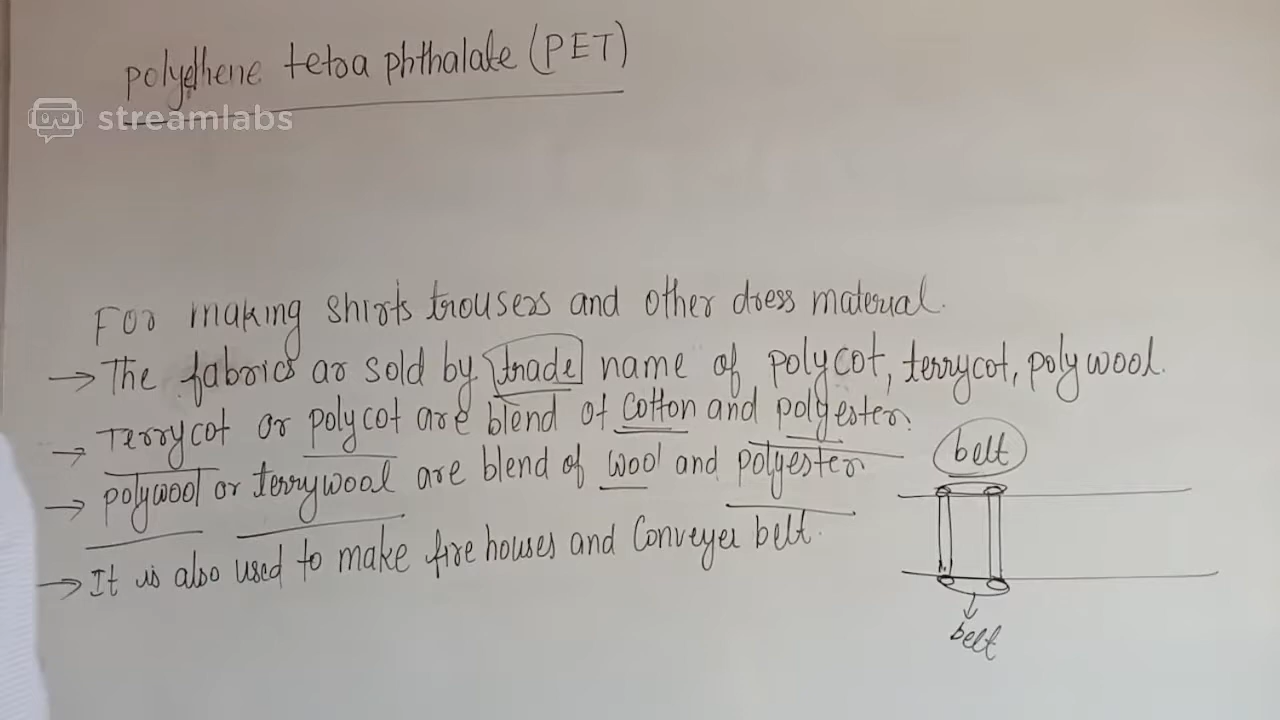 polyethene tetra phthalate (PET)
streamlabs
For making shirts trousers and other dress material.
→ The fabrics ar sold by trade name of polycot, terrycot, polywool.
→ Terrycot or polycot are blend of cotton and polyester.
→ polywool or terrywool are blend of wool and polyester
→ It is also used to make fire houses and Conveyer belt.
belt
belt